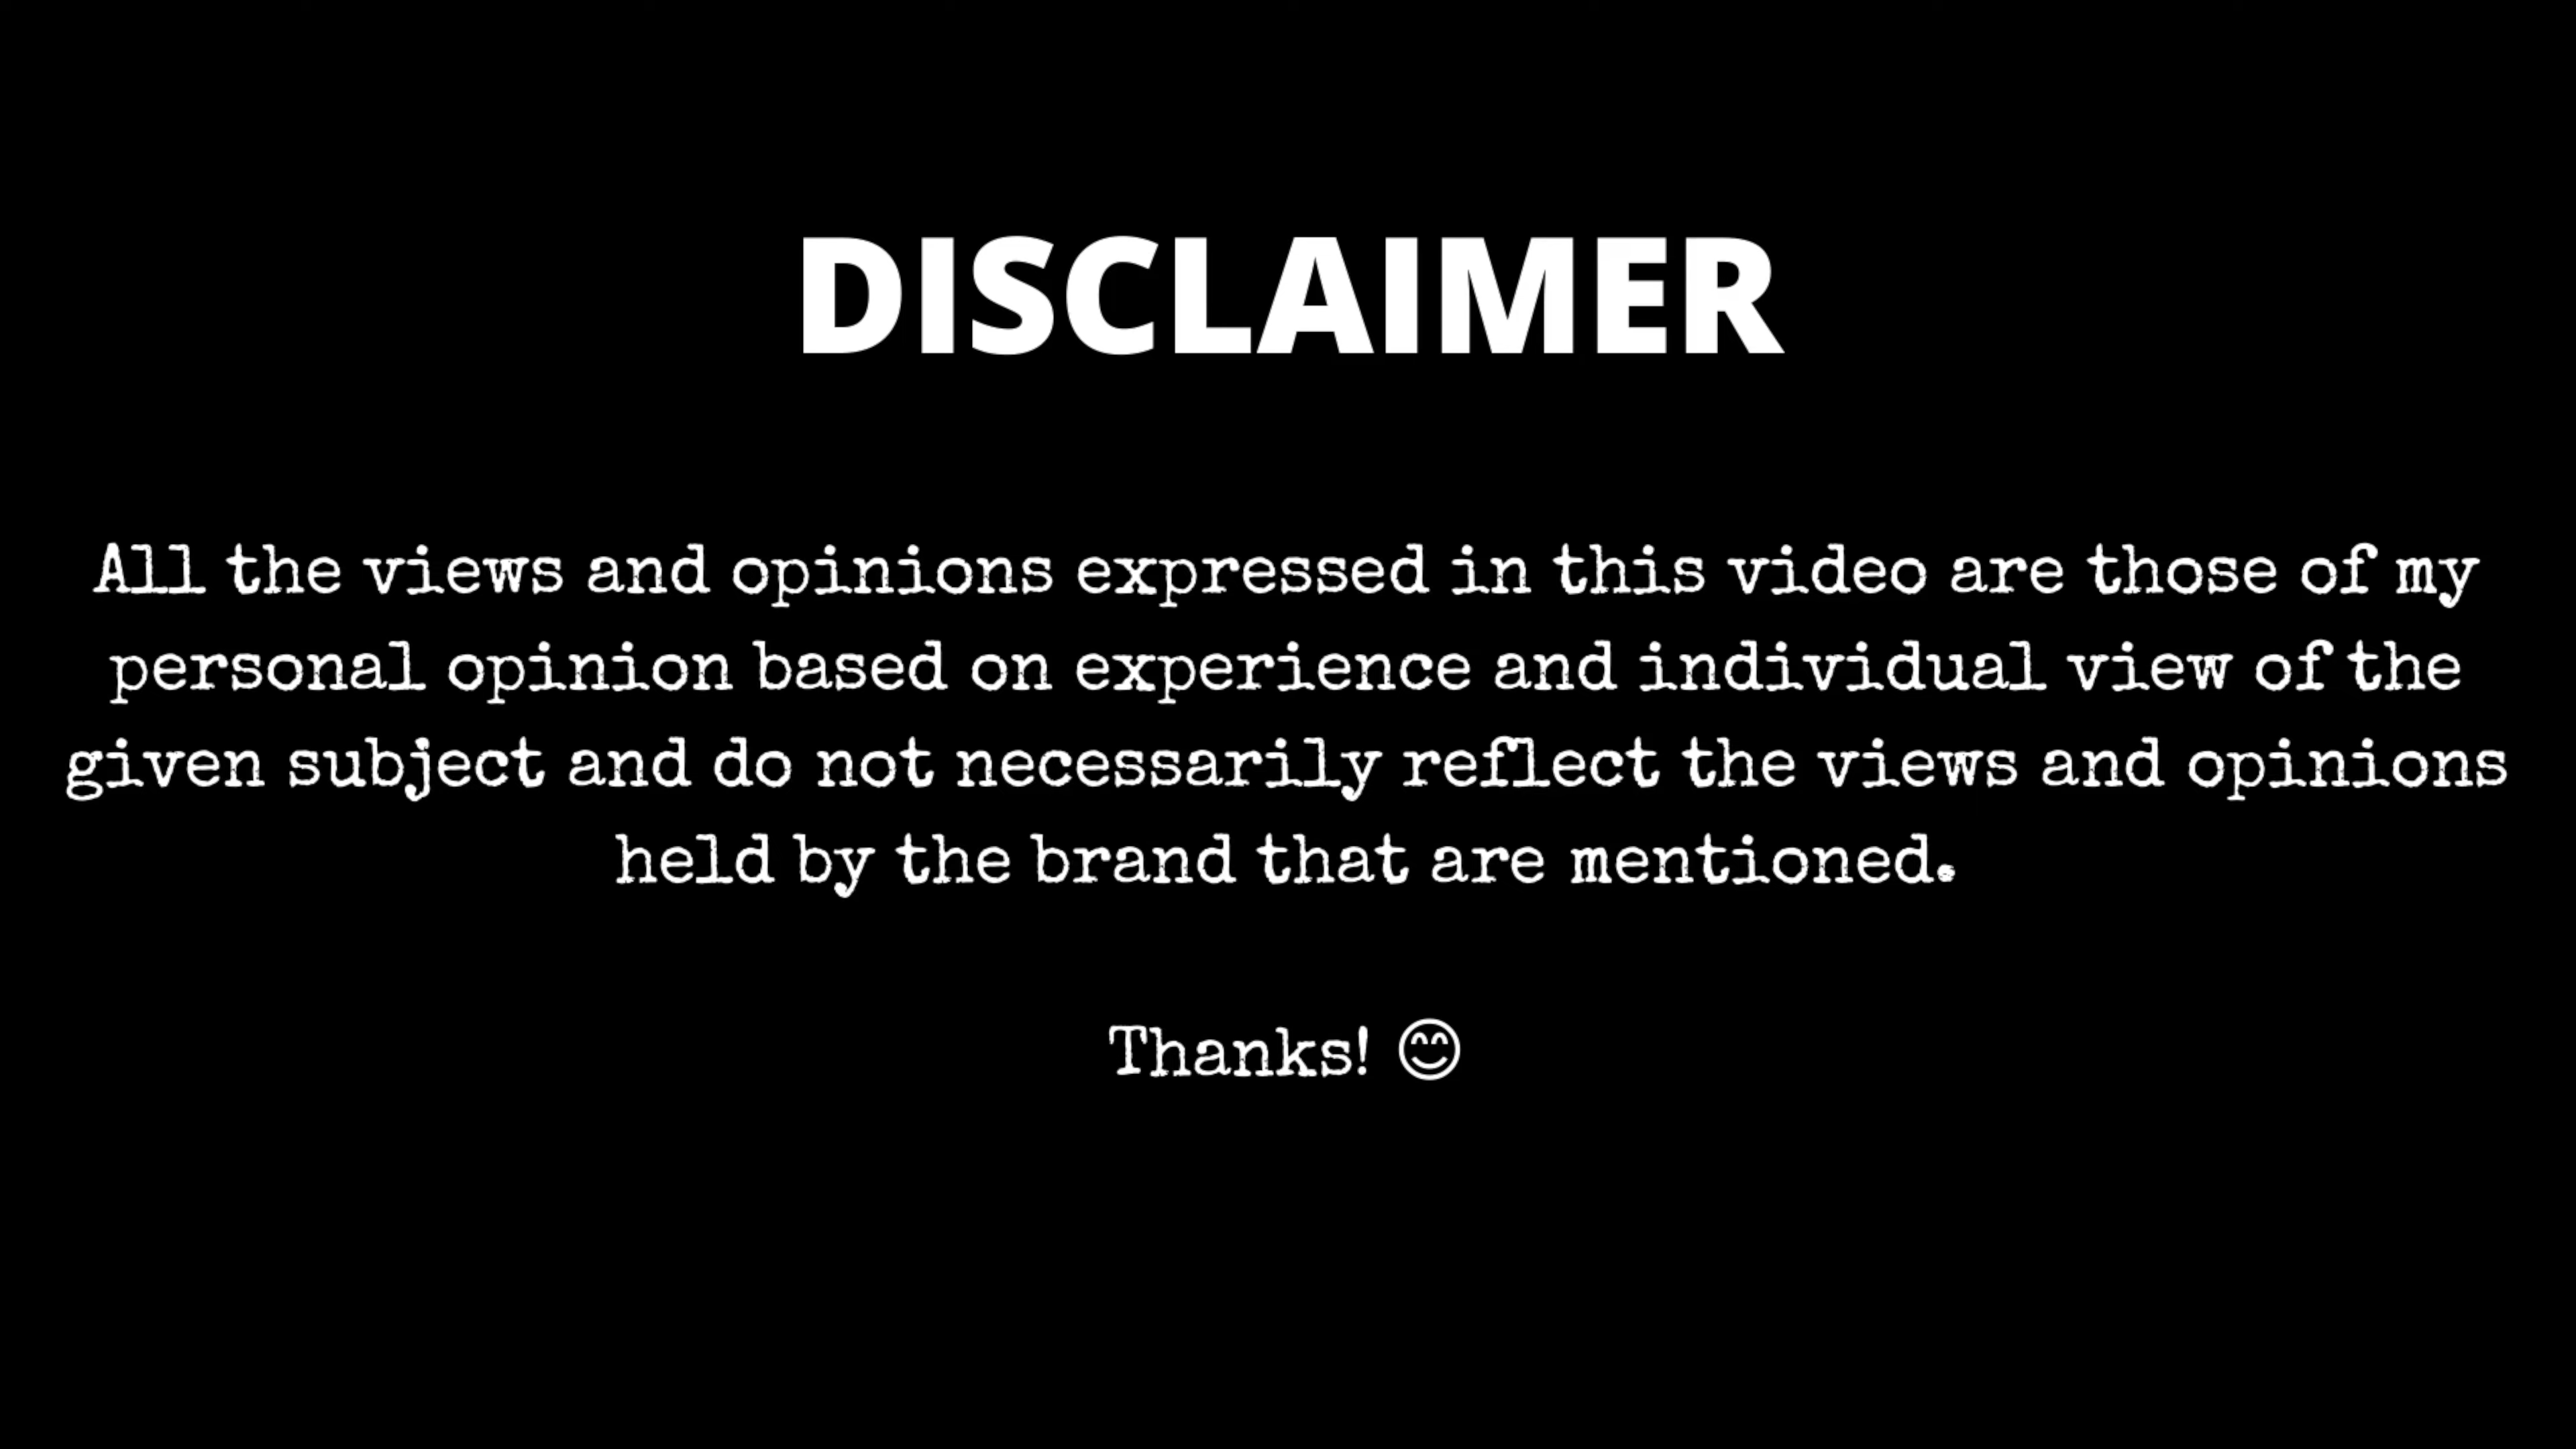 DISCLAIMER
All the views and opinions expressed in this video are those of my
personal opinion based on experience and individual view of the
given subject and do not necessarily reflect the views and opinions
held by the brand that are mentioned.
Thanks! 😊